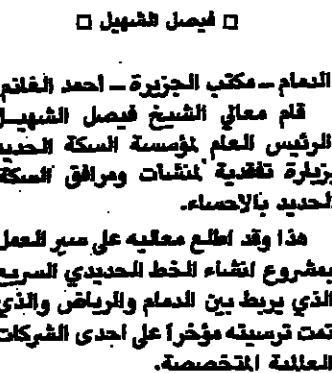 □ فيصل الشهيل □
الدمام – مكتب الجزيرة – أحمد الغانم
قام معالي الشيخ فيصل الشهيل
الرئيس العام لمؤسسة السكة الحديد
بزيارة تفقدية لمنشآت ومرافق السكة
الحديد بالاحساء.
هذا وقد اطلع معاليه على سير العمل
بمشروع انشاء الخط الحديدي السريع
الذي يربط بين الدمام والرياض والذي
تمت ترسيته مؤخراً على احدى الشركات
العالمية المتخصصة.